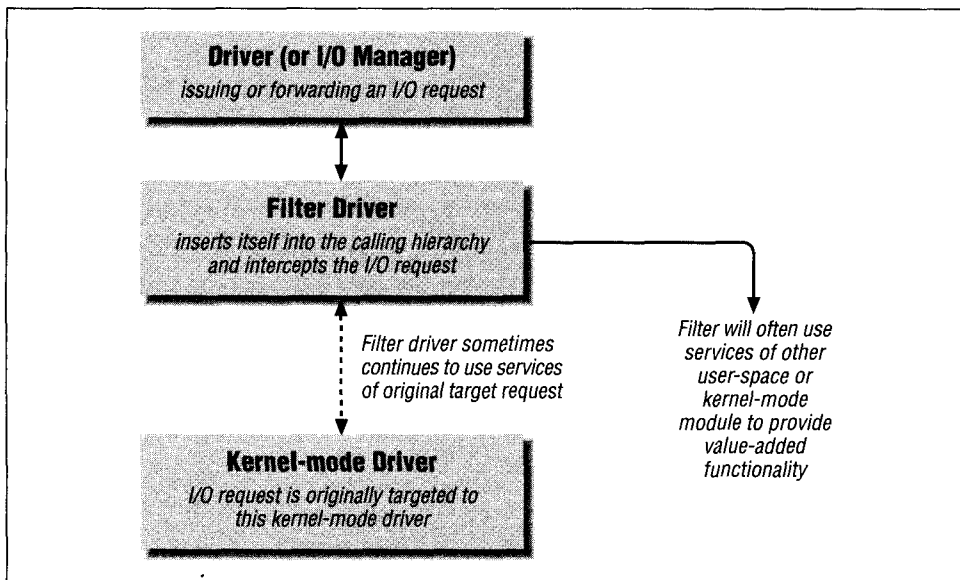 Driver (or I/O Manager)
issuing or forwarding an I/O request
Filter Driver
inserts itself into the calling hierarchy
and intercepts the I/O request
Filter driver sometimes
continues to use services
of original target request
Filter will often use
services of other
user-space or
kernel-mode
module to provide
value-added
functionality
Kernel-mode Driver
I/O request is originally targeted to
this kernel-mode driver